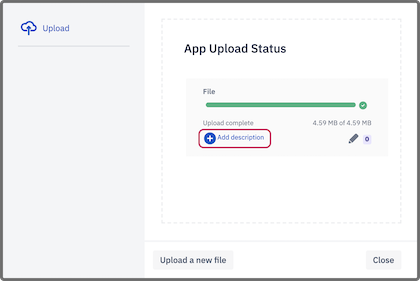 Upload
App Upload Status
File
Upload complete 4.59 MB of 4.59 MB
Add description 0
Upload a new file Close